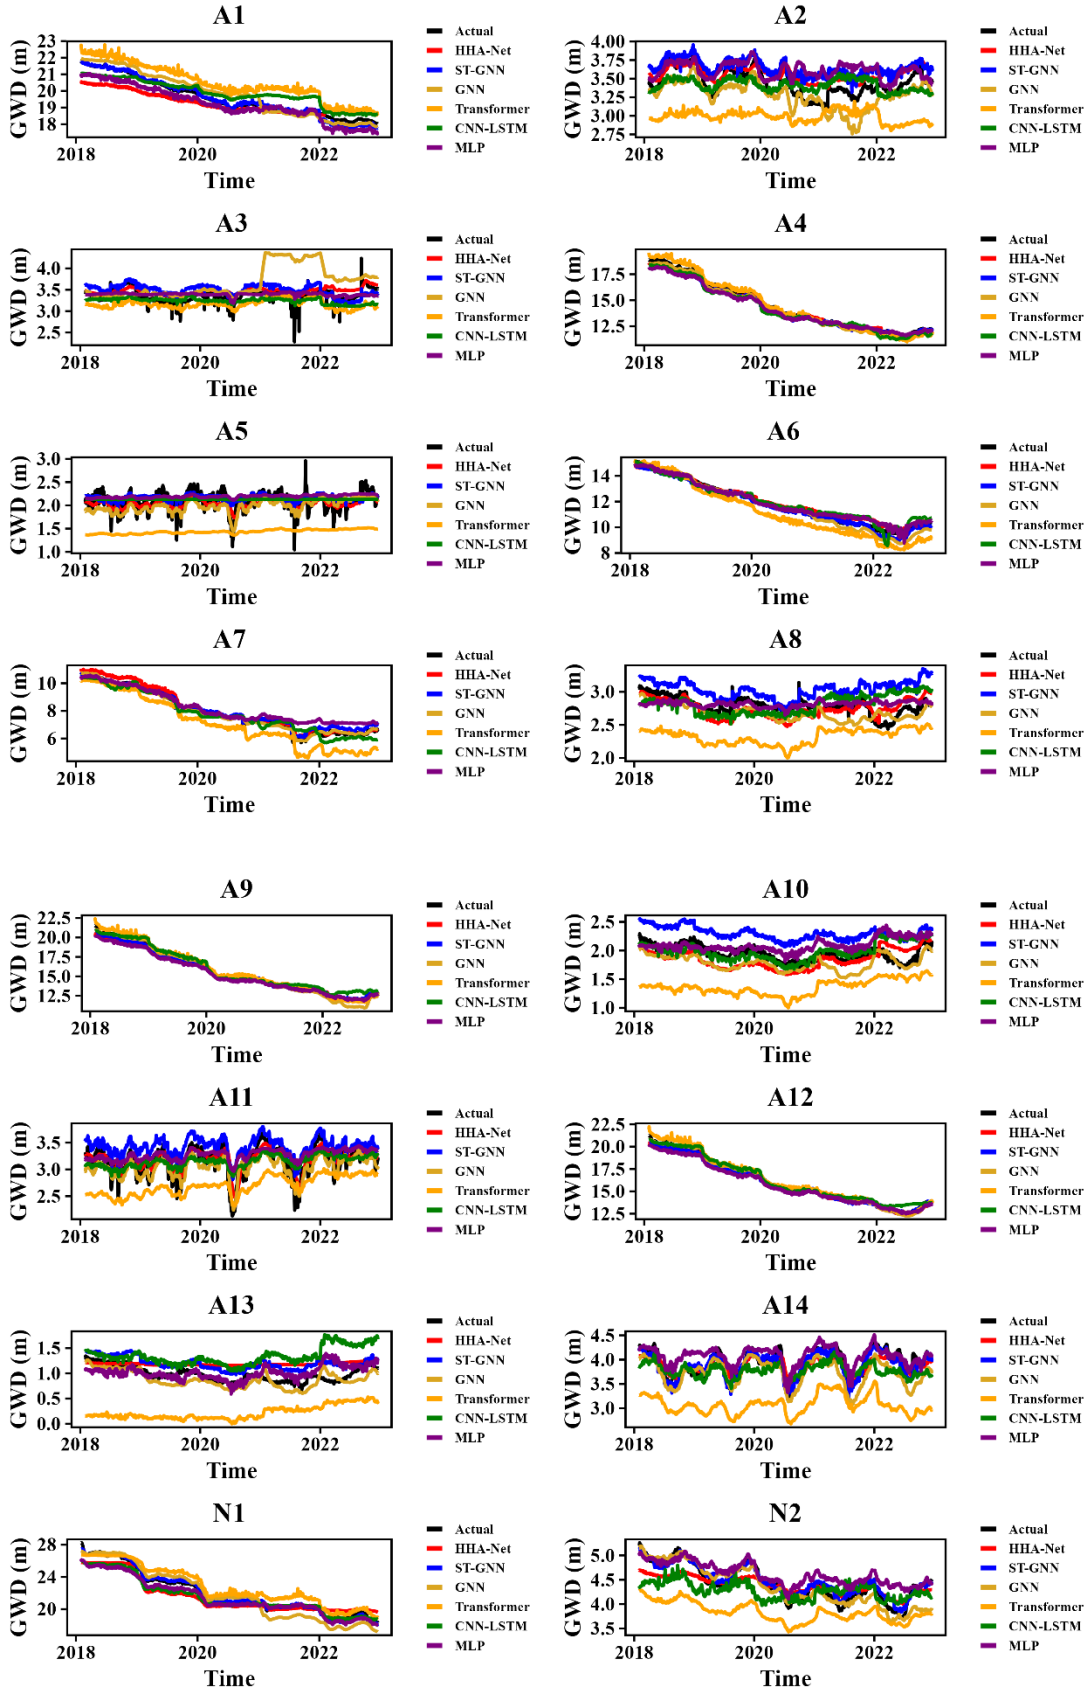 A1
GWD (m)
23
22
21
20
19
18
2018
2020
2022
Time
Actual
HHA-Net
ST-GNN
GNN
Transformer
CNN-LSTM
MLP
A2
GWD (m)
4.00
3.75
3.50
3.25
3.00
2.75
2018
2020
2022
Time
Actual
HHA-Net
ST-GNN
GNN
Transformer
CNN-LSTM
MLP
A3
GWD (m)
4.0
3.5
3.0
2.5
2018
2020
2022
Time
Actual
HHA-Net
ST-GNN
GNN
Transformer
CNN-LSTM
MLP
A4
GWD (m)
17.5
15.0
12.5
2018
2020
2022
Time
Actual
HHA-Net
ST-GNN
GNN
Transformer
CNN-LSTM
MLP
A5
GWD (m)
3.0
2.5
2.0
1.5
1.0
2018
2020
2022
Time
Actual
HHA-Net
ST-GNN
GNN
Transformer
CNN-LSTM
MLP
A6
GWD (m)
14
12
10
8
2018
2020
2022
Time
Actual
HHA-Net
ST-GNN
GNN
Transformer
CNN-LSTM
MLP
A7
GWD (m)
10
8
6
2018
2020
2022
Time
Actual
HHA-Net
ST-GNN
GNN
Transformer
CNN-LSTM
MLP
A8
GWD (m)
3.0
2.5
2.0
2018
2020
2022
Time
Actual
HHA-Net
ST-GNN
GNN
Transformer
CNN-LSTM
MLP
A9
GWD (m)
22.5
20.0
17.5
15.0
12.5
2018
2020
2022
Time
Actual
HHA-Net
ST-GNN
GNN
Transformer
CNN-LSTM
MLP
A10
GWD (m)
2.5
2.0
1.5
1.0
2018
2020
2022
Time
Actual
HHA-Net
ST-GNN
GNN
Transformer
CNN-LSTM
MLP
A11
GWD (m)
3.5
3.0
2.5
2018
2020
2022
Time
Actual
HHA-Net
ST-GNN
GNN
Transformer
CNN-LSTM
MLP
A12
GWD (m)
22.5
20.0
17.5
15.0
12.5
2018
2020
2022
Time
Actual
HHA-Net
ST-GNN
GNN
Transformer
CNN-LSTM
MLP
A13
GWD (m)
1.5
1.0
0.5
0.0
2018
2020
2022
Time
Actual
HHA-Net
ST-GNN
GNN
Transformer
CNN-LSTM
MLP
A14
GWD (m)
4.5
4.0
3.5
3.0
2018
2020
2022
Time
Actual
HHA-Net
ST-GNN
GNN
Transformer
CNN-LSTM
MLP
N1
GWD (m)
28
24
20
2018
2020
2022
Time
Actual
HHA-Net
ST-GNN
GNN
Transformer
CNN-LSTM
MLP
N2
GWD (m)
5.0
4.5
4.0
3.5
2018
2020
2022
Time
Actual
HHA-Net
ST-GNN
GNN
Transformer
CNN-LSTM
MLP